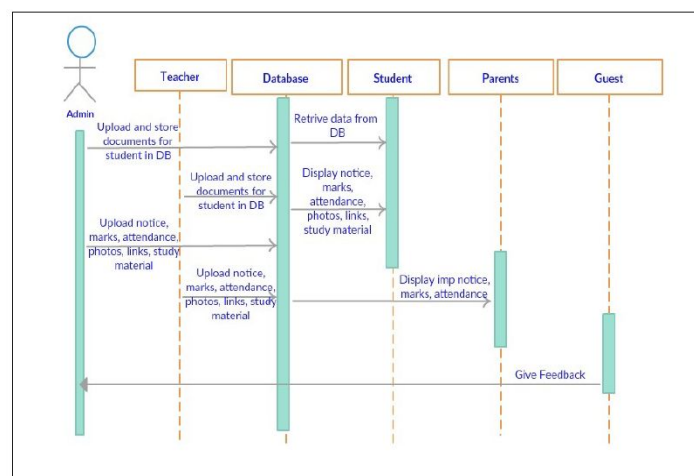 Teacher
Database
Student
Parents
Guest
Admin
Upload and store
documents for
student in DB
Retrive data from
DB
Upload and store
documents for
student in DB
Display notice,
marks,
attendance,
photos, links,
study material
Upload notice,
marks, attendance,
photos, links, study
material
Upload notice,
marks, attendance,
photos, links, study
material
Display imp notice,
marks, attendance
Give Feedback